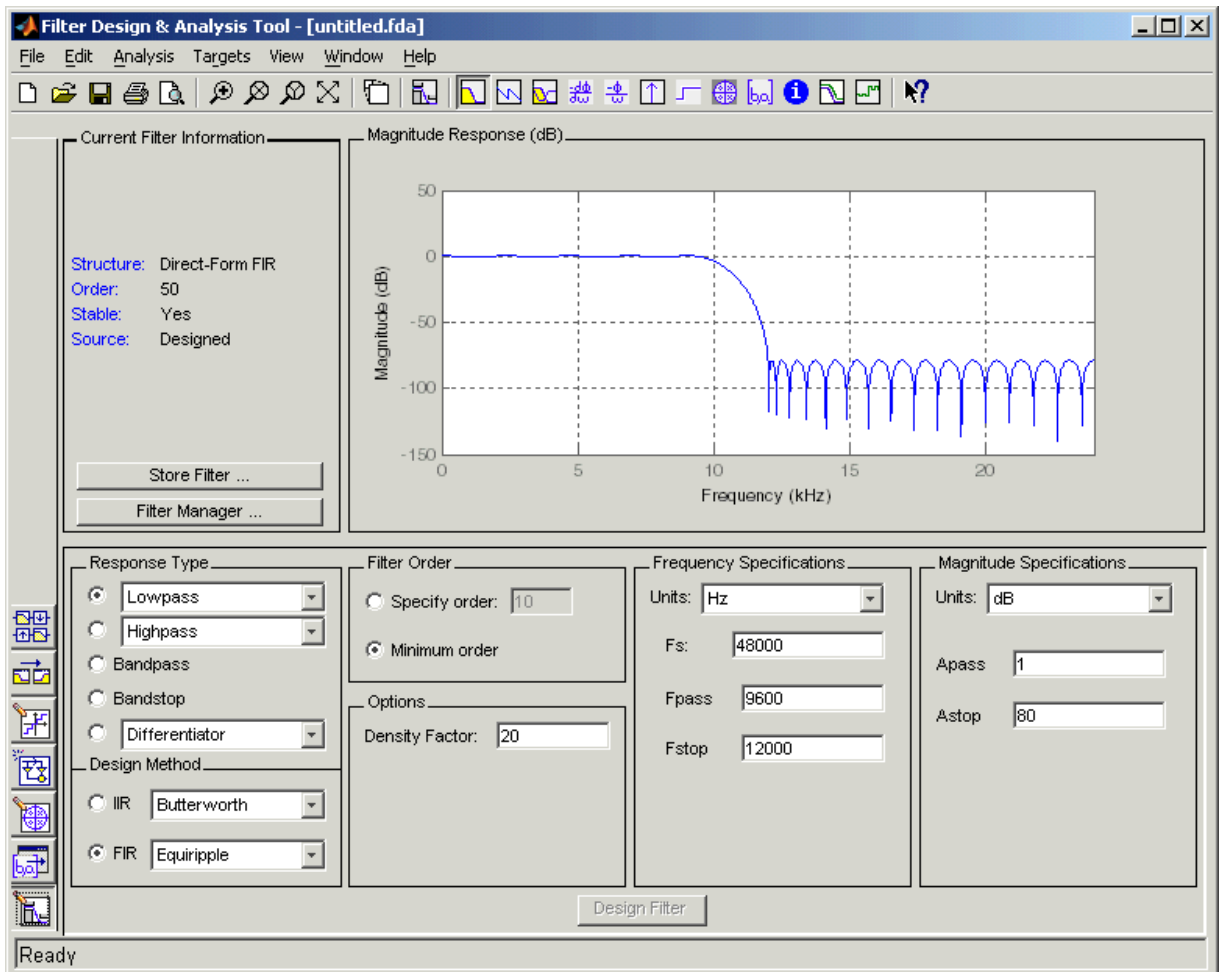 Filter Design & Analysis Tool - [untitled.fda]
File Edit Analysis Targets View Window Help
Current Filter Information
Structure: Direct-Form FIR
Order: 50
Stable: Yes
Source: Designed
Store Filter ...
Filter Manager ...
Magnitude Response (dB)
50
0
-50
-100
-150
Magnitude (dB)
0 5 10 15 20
Frequency (kHz)
Response Type
Lowpass
Highpass
Bandpass
Bandstop
Differentiator
Design Method
IIR Butterworth
FIR Equiripple
Filter Order
Specify order: 10
Minimum order
Options
Density Factor: 20
Frequency Specifications
Units: Hz
Fs: 48000
Fpass 9600
Fstop 12000
Magnitude Specifications
Units: dB
Apass 1
Astop 80
Design Filter
Ready